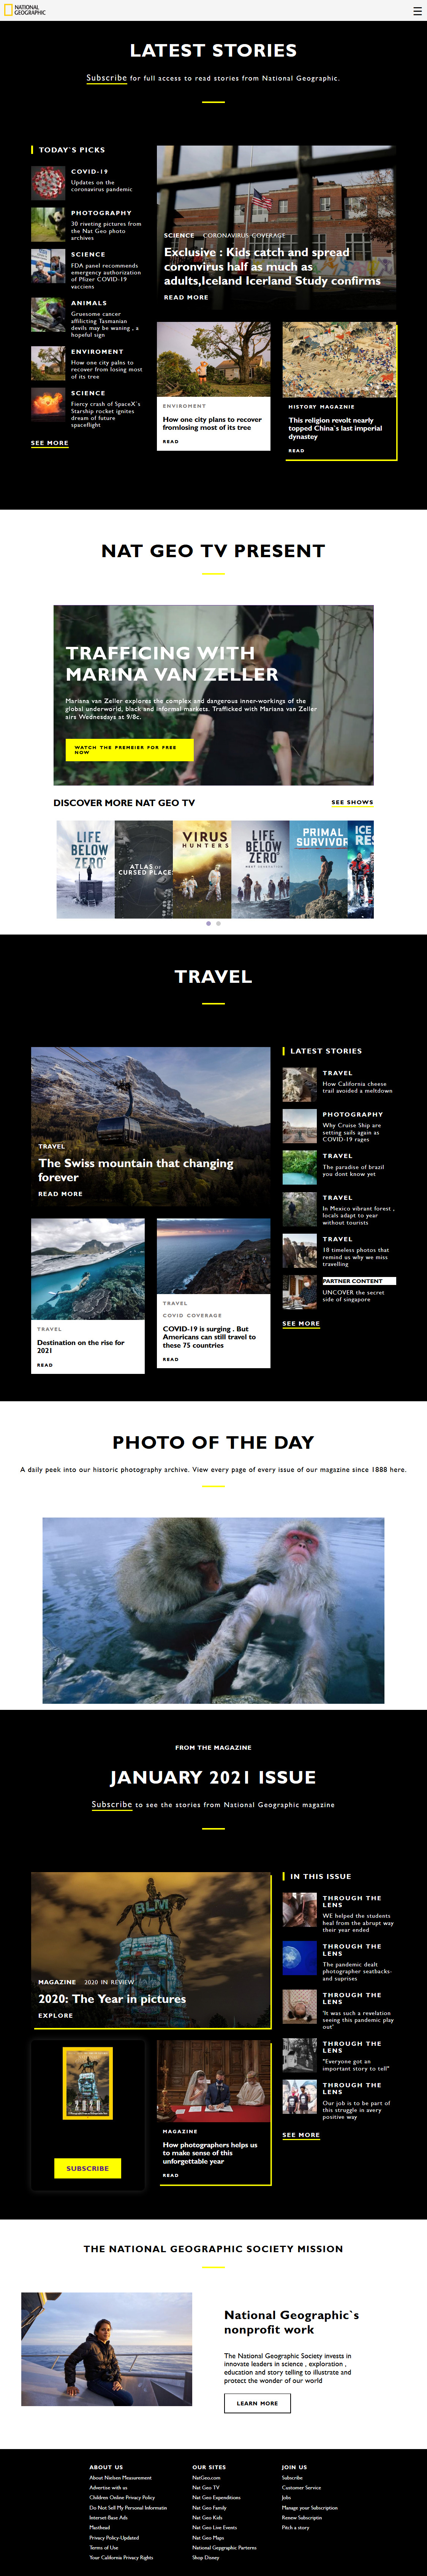 NATIONAL
GEOGRAPHIC
LATEST STORIES
Subscribe for full access to read stories from National Geographic.
TODAY`S PICKS
COVID-19
Updates on the
coronavirus pandemic
PHOTOGRAPHY
30 riveting pictures from
the Nat Geo photo
archives
SCIENCE
FDA panel recommends
emergency authorization
of Pfizer COVID-19
vacciens
ANIMALS
Gruesome cancer
afflicting Tasmanian
devils may be waning , a
hopeful sign
ENVIROMENT
How one city pales to
recover from losing most
of its tree
SCIENCE
Fiercy crash of SpaceX`s
Starship rocket ignites
dream of future
spaceflight
SEE MORE
SCIENCE CORONARIUS COVERAGE
Exclusive : Kids catch and spread
coronvirus half as much as
adults,Iceland Icerland Study confirms
READ MORE
ENVIROMENT
How one city plans to recover
fromlosing most of its tree
READ
HISTORY MAGAZNIE
This religion revolt nearly
topped China`s last imperial
dynastey
READ
NAT GEO TV PRESENT
TRAFFICING WITH
MARINA VAN ZELLER
Mariana van Zeller explores the complex and dangerous inner-workings of the
global underworld, black and informal markets. Trafficked with Mariana van Zeller
airs Wednesdays at 9/8c.
WATCH THE PREMEIER FOR FREE
NOW
DISCOVER MORE NAT GEO TV
SEE SHOWS
LIFE
BELOW
ZERO
ATLAS OF
CURSED PLACES
VIRUS
HUNTERS
LIFE
BELOW
ZERO
PRIMAL
SURVIVOR
ICE
RES
TRAVEL
TRAVEL
The Swiss mountain that changing
forever
READ MORE
TRAVEL
Destination on the rise for
2021
READ
TRAVEL
COVID COVERAGE
COVID-19 is surging . But
Americans can still travel to
these 75 countries
READ
LATEST STORIES
TRAVEL
How California cheese
trail avoided a meltdown
PHOTOGRAPHY
Why Cruise Ship are
setting sails again as
COVID-19 rages
TRAVEL
The paradise of brazil
you dont know yet
TRAVEL
In Mexico vibrant forest ,
locals adapt to year
without tourists
TRAVEL
18 timeless photos that
remind us why we miss
travelling
PARTNER CONTENT
UNCOVER the secret
side of singapore
SEE MORE
PHOTO OF THE DAY
A daily peek into our historic photography archive. View every page of every issue of our magazine since 1888 here.
FROM THE MAGAZINE
JANUARY 2021 ISSUE
Subscribe to see the stories from National Geographic magazine
BLM
MAGAZINE 2020 IN REVIEW
2020: The Year in pictures
EXPLORE
SUBSCRIBE
MAGAZINE
How photographers helps us
to make sense of this
unforgettable year
READ
IN THIS ISSUE
THROUGH THE
LENS
WE helped the students
heal from the abrupt way
their year ended
THROUGH THE
LENS
The pandemic dealt
photographer seatbacks-
and suprises
THROUGH THE
LENS
'It was such a revelation
seeing this pandemic play
out'
THROUGH THE
LENS
"Everyone got an
important story to tell"
THROUGH THE
LENS
Our job is to be part of
this struggle in avery
positive way
SEE MORE
THE NATIONAL GEOGRAPHIC SOCIETY MISSION
National Geographic`s
nonprofit work
The National Geographic Society invests in
innovate leaders in science , exploration ,
education and story telling to illustrate and
protect the wonder of our world
LEARN MORE
ABOUT US
About Nielsen Measurement
Advertise with us
Children Online Privacy Policy
Do Not Sell My Personal Informatin
Interset-Base Ads
Masthead
Privacy Policy-Updated
Terms of Use
Your California Privacy Rights
OUR SITES
NatGeo.com
Nat Geo TV
Nat Geo Expenditions
Nat Geo Family
Nat Geo Kids
Nat Geo Live Events
Nat Geo Maps
National Geographic Parterns
Shop Disney
JOIN US
Subscribe
Customer Service
Jobs
Manage your Subscription
Renew Subscriptin
Pitch a story